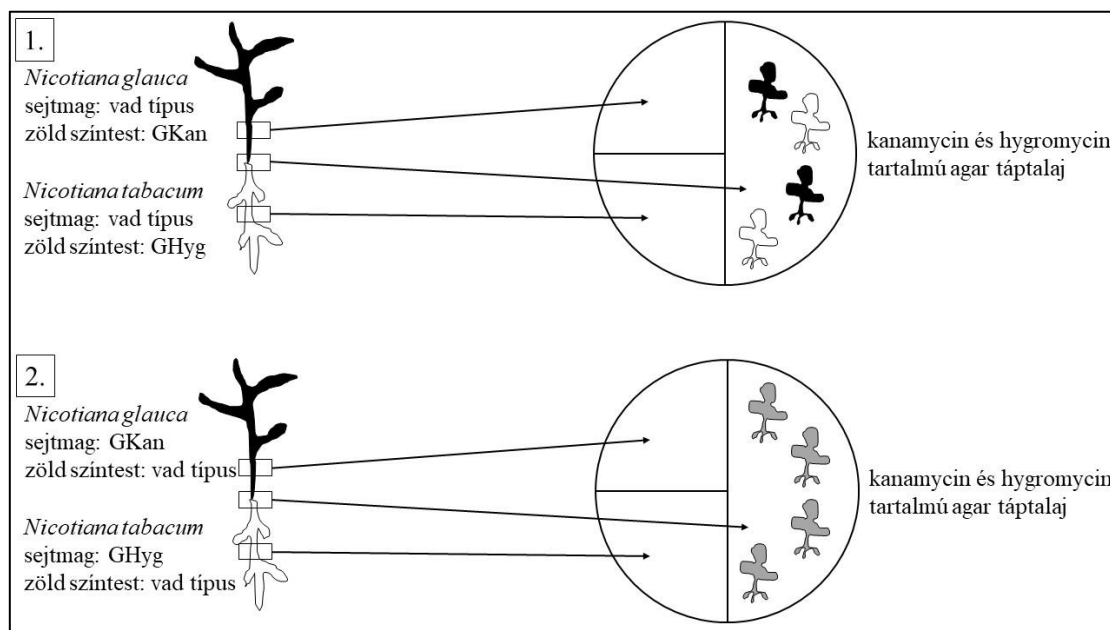 1.
Nicotiana glauca
sejtmag: vad típus
zöld színtest: GKan
Nicotiana tabacum
sejtmag: vad típus
zöld színtest: GHyg
kanamycin és hygromycin
tartalmú agar táptalaj
2.
Nicotiana glauca
sejtmag: GKan
zöld színtest: vad típus
Nicotiana tabacum
sejtmag: GHyg
zöld színtest: vad típus
kanamycin és hygromycin
tartalmú agar táptalaj